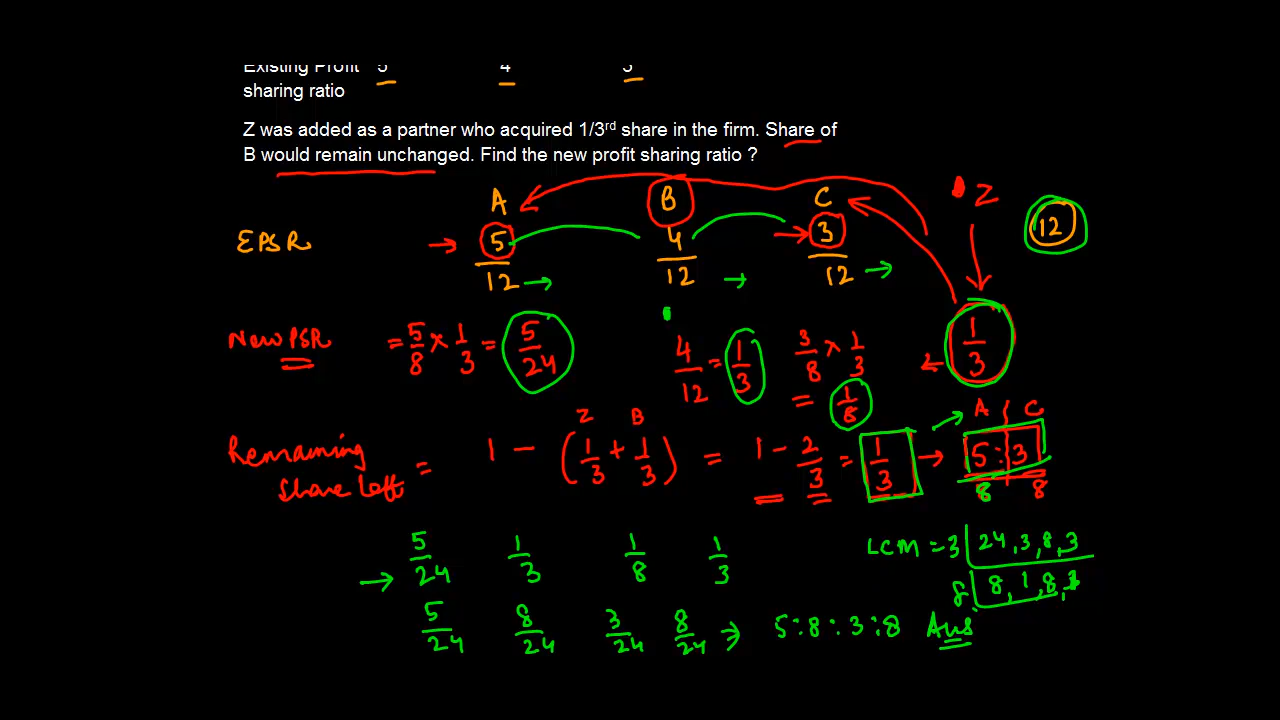 Existing Profit 5 4 3
sharing ratio
Z was added as a partner who acquired 1/3rd share in the firm. Share of
B would remain unchanged. Find the new profit sharing ratio ?
A B C Z
EPSR → 5/12 → 4/12 → 3/12 → 12
New PSR = 5/8 × 1/3 = 5/24 4/12 = 1/3 3/8 × 1/3 = 1/8 1/3
Z B A C
Remaining share left = 1 - (1/3 + 1/3) = 1 - 2/3 = 1/3 → 5 : 3
8 8
→ 5/24 1/3 1/8 1/3 LCM = 3 | 24, 3, 8, 3
8 | 8, 1, 8, 1
5/24 8/24 3/24 8/24 → 5 : 8 : 3 : 8 Ans